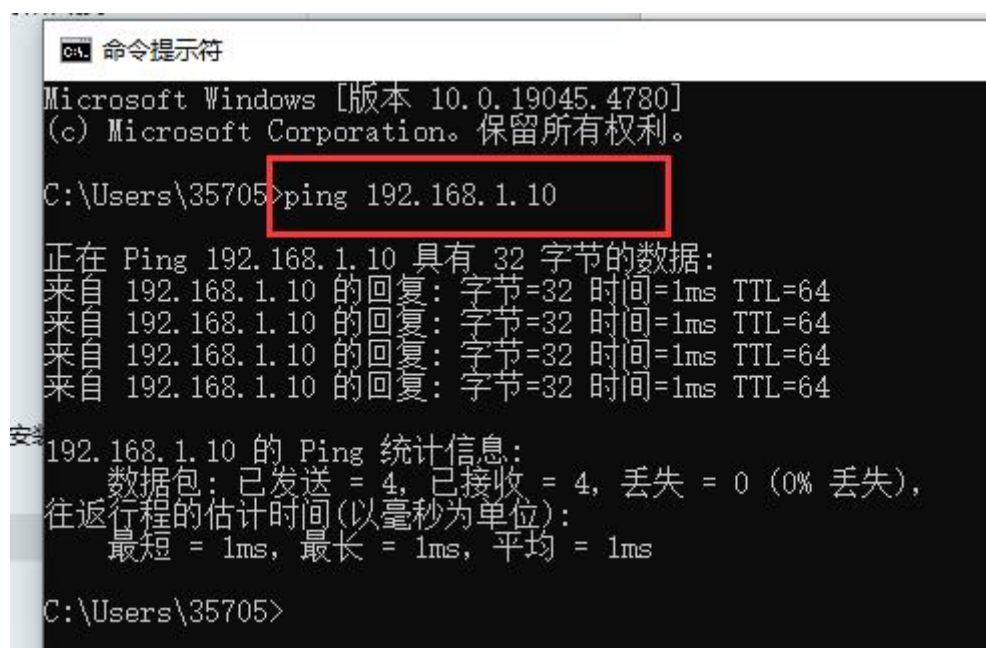 命令提示符
Microsoft Windows [版本 10.0.19045.4780]
(c) Microsoft Corporation。保留所有权利。
C:\Users\35705>ping 192.168.1.10
正在 Ping 192.168.1.10 具有 32 字节的数据:
来自 192.168.1.10 的回复: 字节=32 时间=1ms TTL=64
来自 192.168.1.10 的回复: 字节=32 时间=1ms TTL=64
来自 192.168.1.10 的回复: 字节=32 时间=1ms TTL=64
来自 192.168.1.10 的回复: 字节=32 时间=1ms TTL=64
192.168.1.10 的 Ping 统计信息:
数据包: 已发送 = 4，已接收 = 4，丢失 = 0 (0% 丢失)，
往返行程的估计时间(以毫秒为单位):
最短 = 1ms，最长 = 1ms，平均 = 1ms
C:\Users\35705>